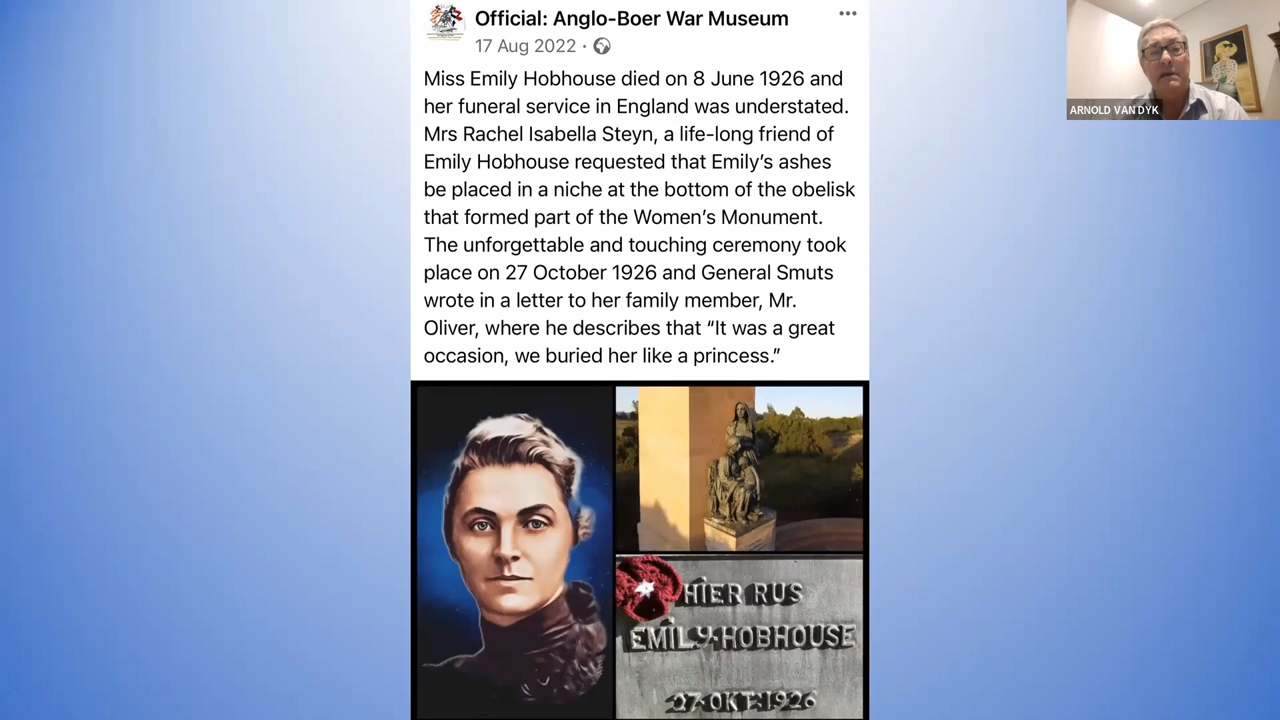 Official: Anglo-Boer War Museum
17 Aug 2022 ·
Miss Emily Hobhouse died on 8 June 1926 and
her funeral service in England was understated.
Mrs Rachel Isabella Steyn, a life-long friend of
Emily Hobhouse requested that Emily’s ashes
be placed in a niche at the bottom of the obelisk
that formed part of the Women’s Monument.
The unforgettable and touching ceremony took
place on 27 October 1926 and General Smuts
wrote in a letter to her family member, Mr.
Oliver, where he describes that “It was a great
occasion, we buried her like a princess.”
HIER RUS
EMILY HOBHOUSE
27 OKT 1926
ARNOLD VAN DYK